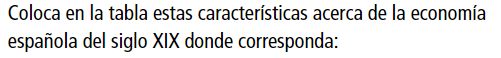 Coloca en la tabla estas características acerca de la economía
española del siglo XIX donde corresponda: